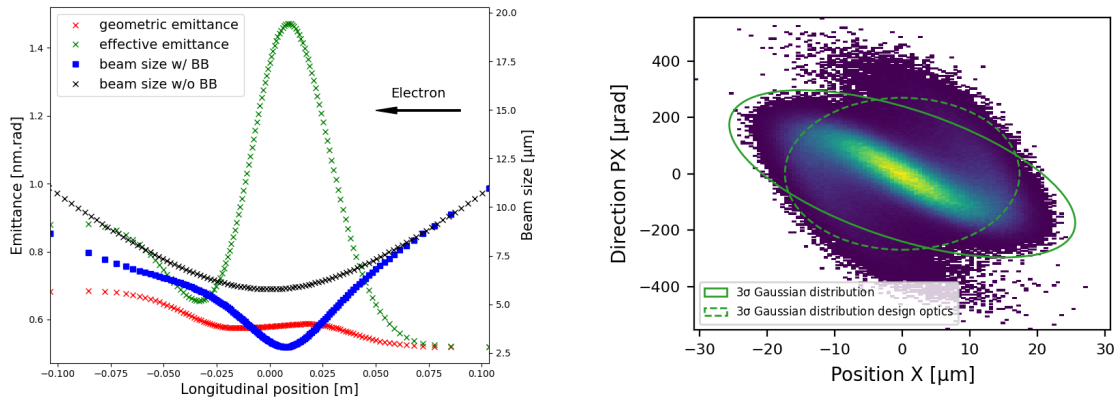 geometric emittance
effective emittance
beam size w/ BB
beam size w/o BB
Electron
Emittance [nm.rad]
1.4
1.2
1.0
0.8
0.6
20.0
17.5
15.0
12.5
10.0
7.5
5.0
2.5
Beam size [µm]
−0.100 −0.075 −0.050 −0.025 0.000 0.025 0.050 0.075 0.100
Longitudinal position [m]
Direction PX [µrad]
400
200
0
−200
−400
3σ Gaussian distribution
3σ Gaussian distribution design optics
−30 −20 −10 0 10 20 30
Position X [µm]